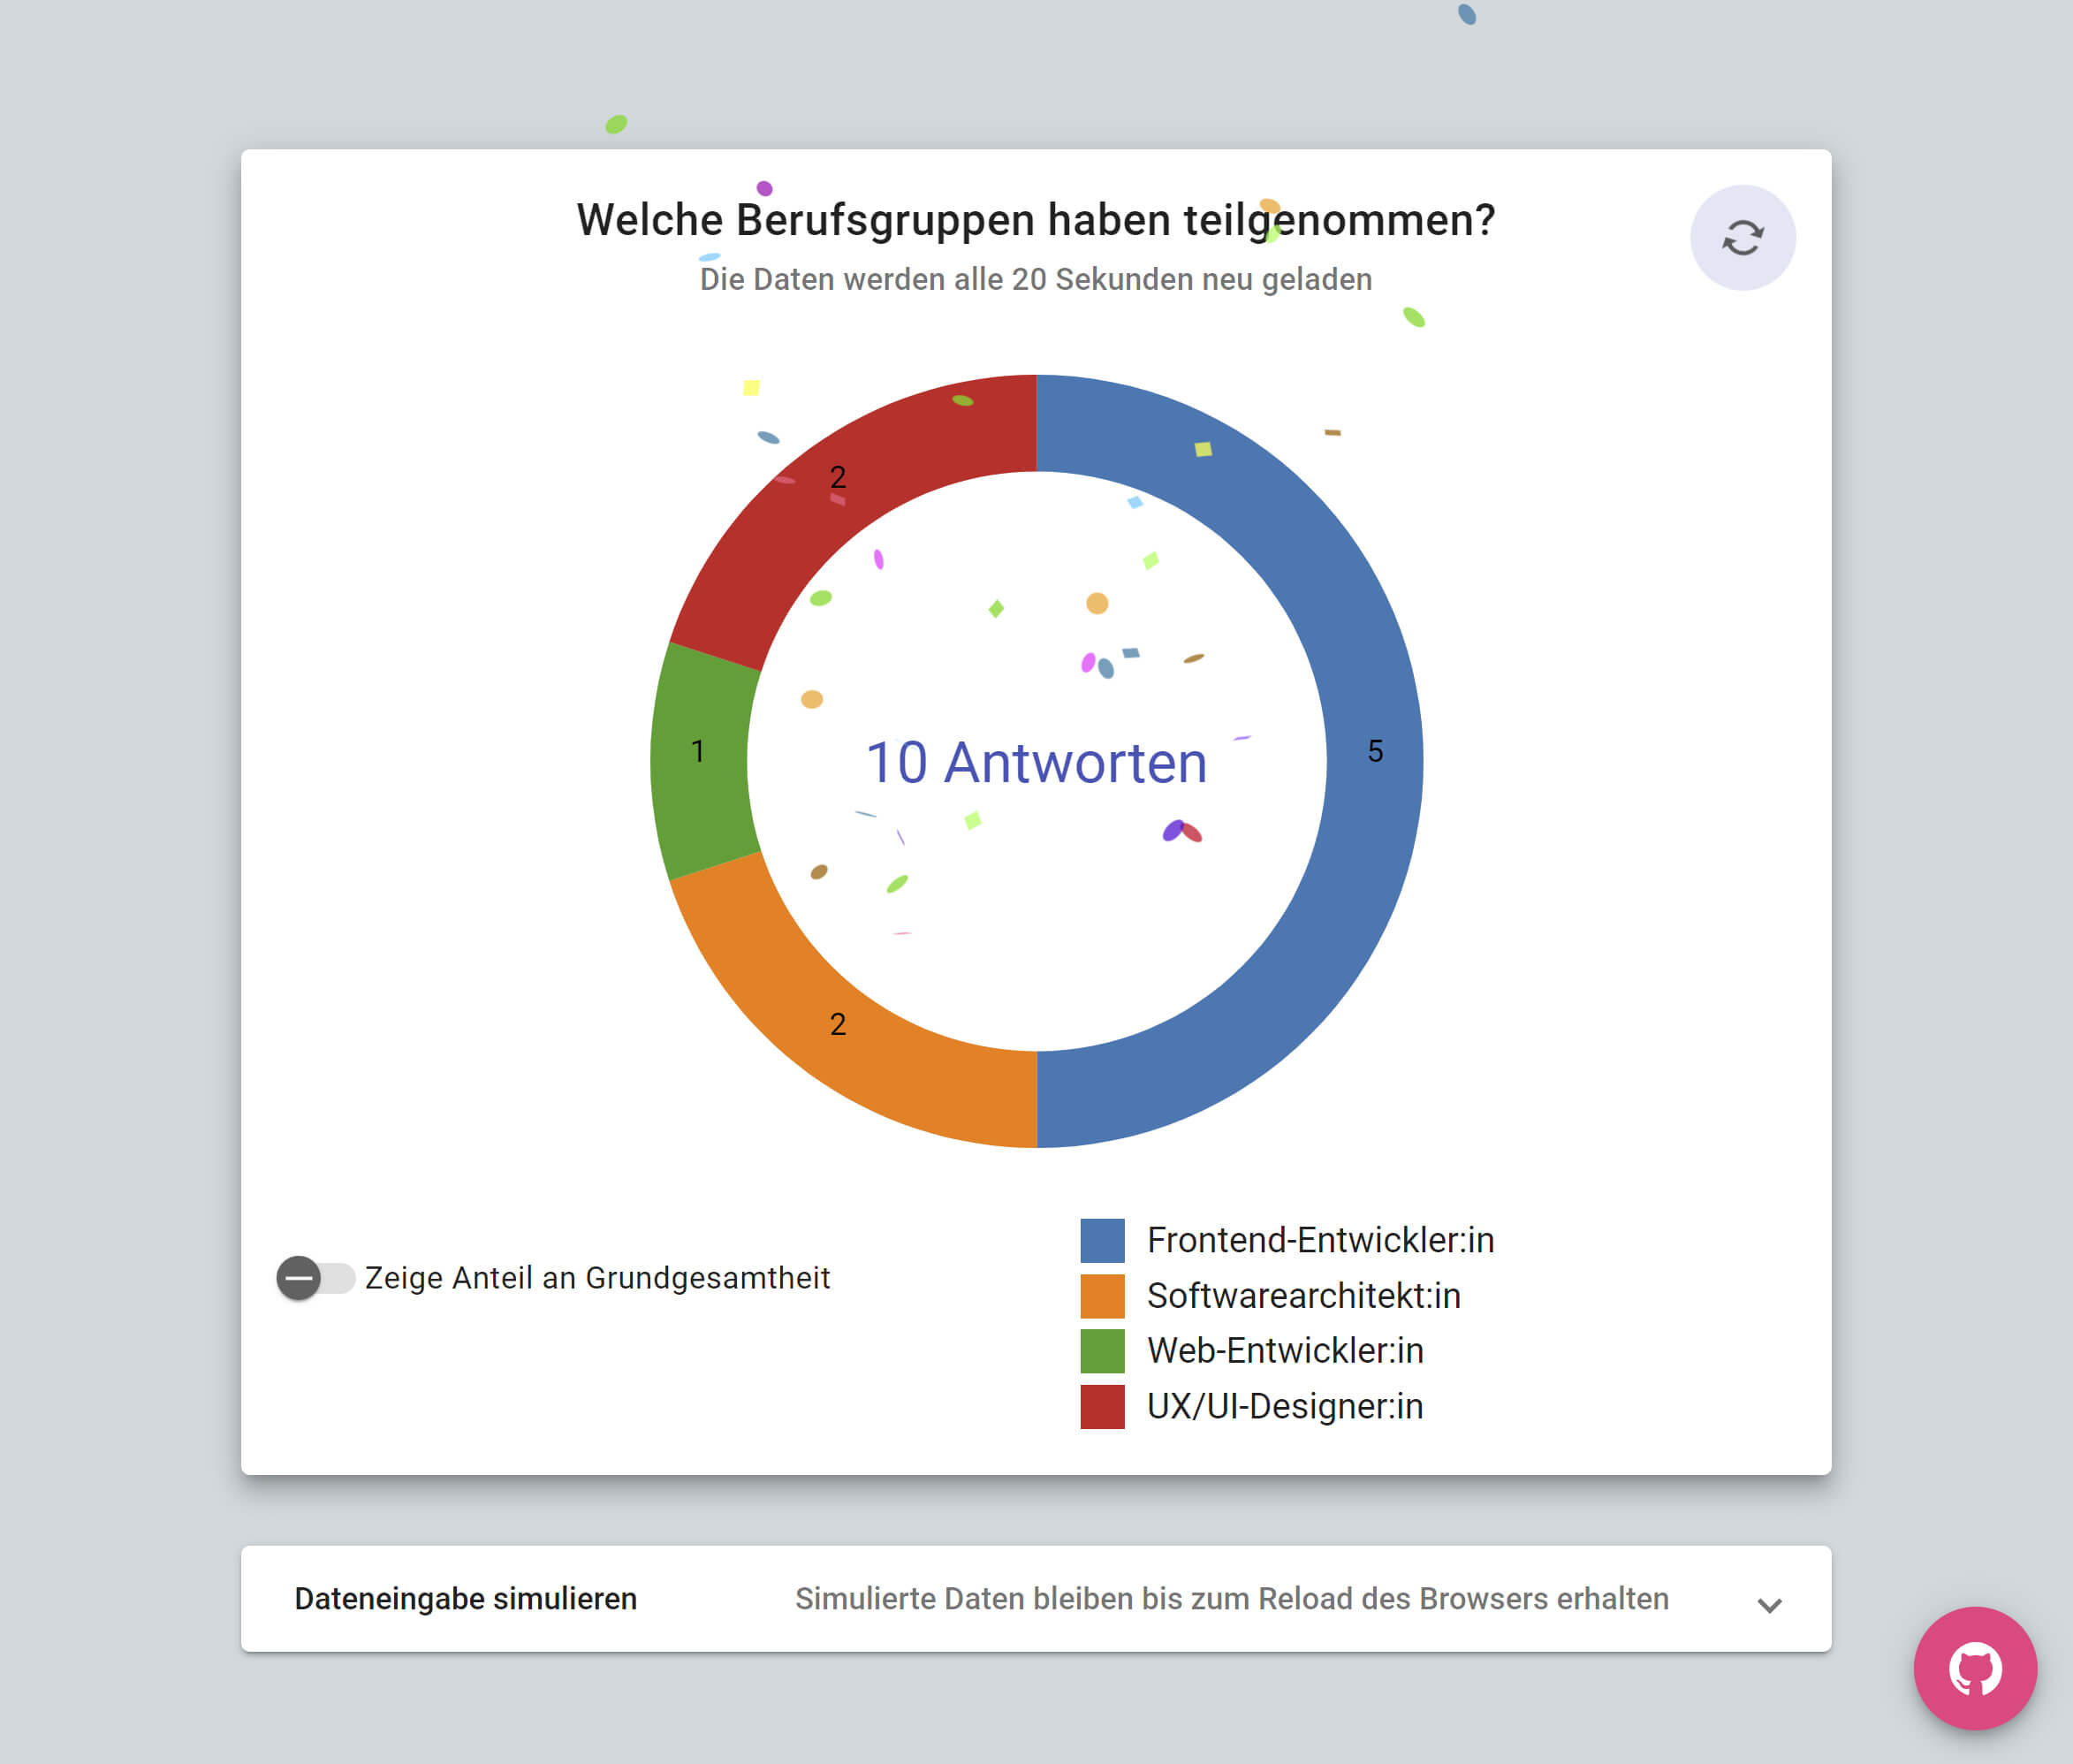 Welche Berufsgruppen haben teilgenommen?
Die Daten werden alle 20 Sekunden neu geladen
2
1
5
10 Antworten
2
Zeige Anteil an Grundgesamtheit
Frontend-Entwickler:in
Softwarearchitekt:in
Web-Entwickler:in
UX/UI-Designer:in
Dateneingabe simulieren
Simulierte Daten bleiben bis zum Reload des Browsers erhalten